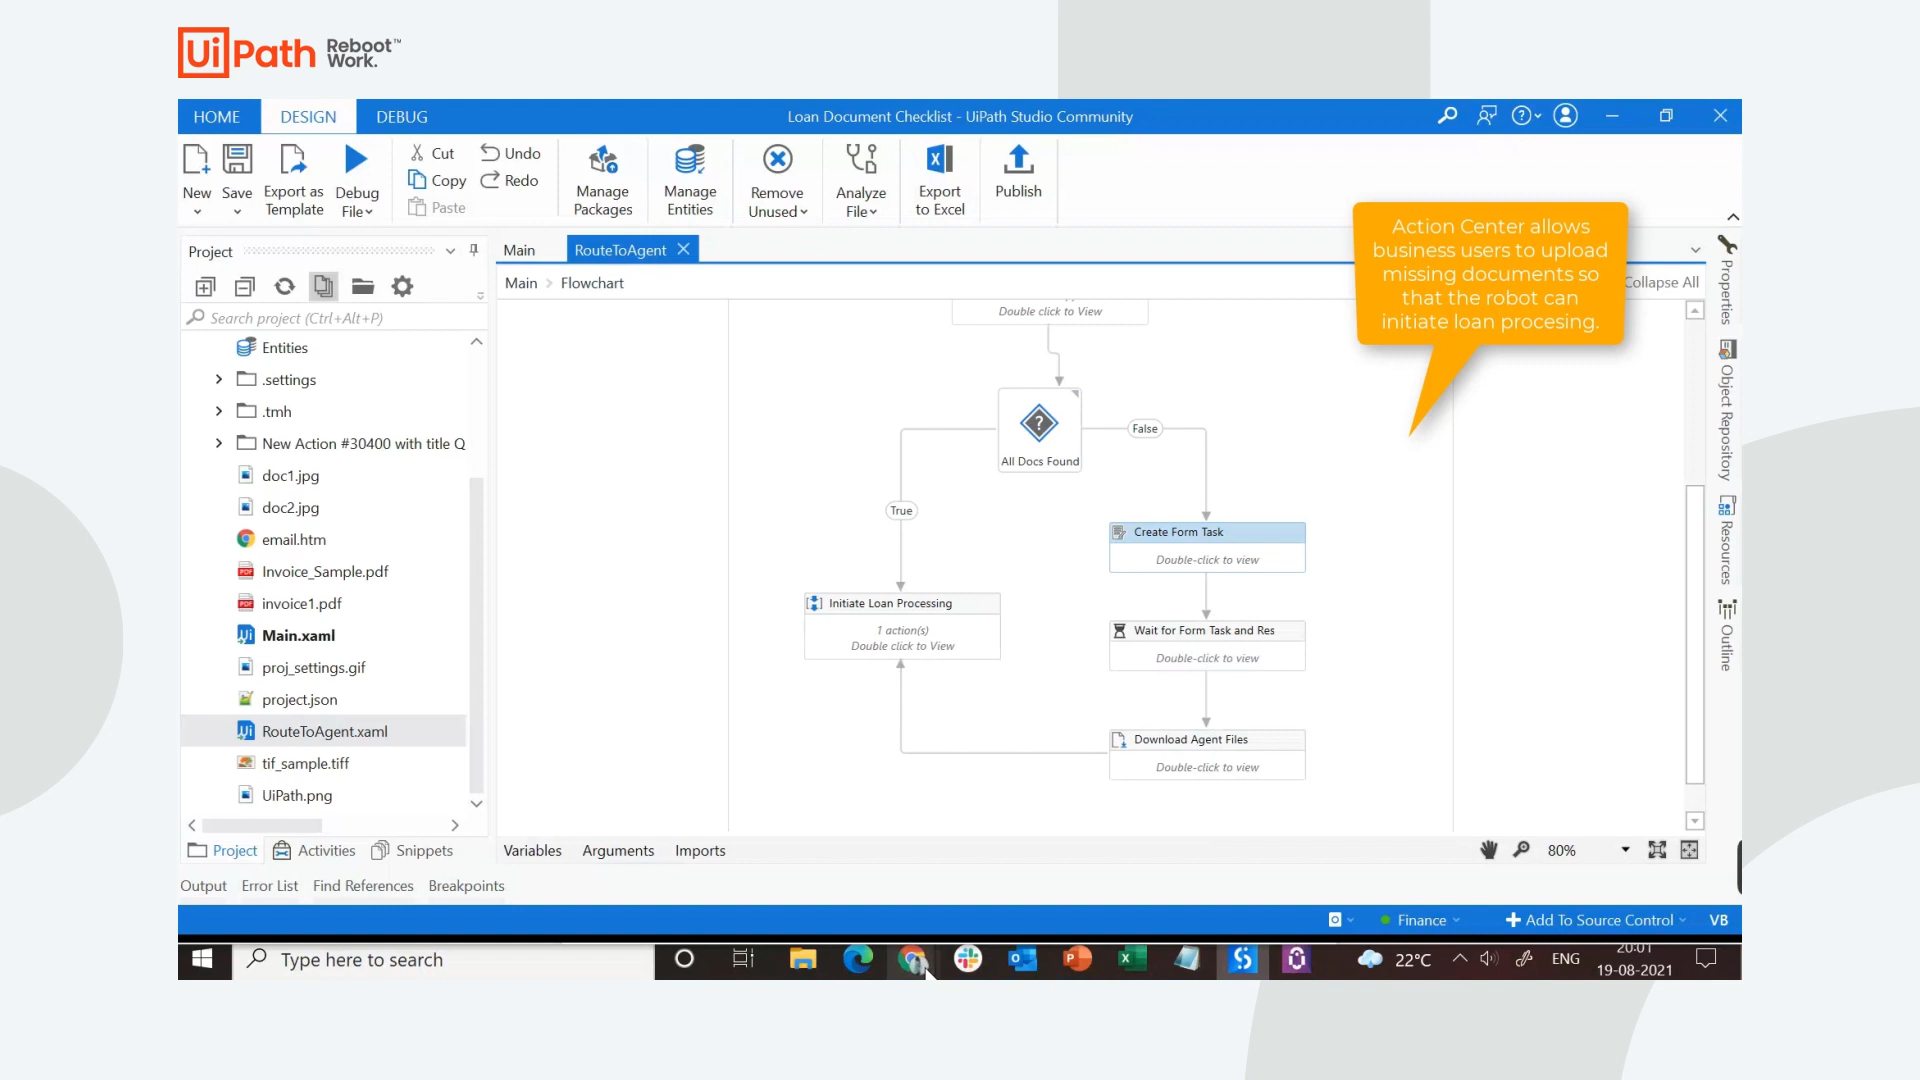 UiPath Reboot™
Work.
HOME DESIGN DEBUG
Loan Document Checklist - UiPath Studio Community
New
Save
Export as
Template
Debug
File
Cut
Copy
Paste
Undo
Redo
Manage
Packages
Manage
Entities
Remove
Unused
Analyze
File
Export
to Excel
Publish
Action Center allows
business users to upload
missing documents so
that the robot can
initiate loan procesing.
Project
Search project (Ctrl+Alt+P)
Entities
.settings
.tmh
New Action #30400 with title Q
doc1.jpg
doc2.jpg
email.htm
Invoice_Sample.pdf
invoice1.pdf
Main.xaml
proj_settings.gif
project.json
RouteToAgent.xaml
tif_sample.tiff
UiPath.png
Project Activities Snippets
Main RouteToAgent
Main > Flowchart
Collapse All
Double click to View
All Docs Found
False
True
Create Form Task
Double-click to view
Initiate Loan Processing
1 action(s)
Double click to View
Wait for Form Task and Res
Double-click to view
Download Agent Files
Double-click to view
Properties
Object Repository
Resources
Outline
Variables Arguments Imports
80%
Output Error List Find References Breakpoints
Finance
Add To Source Control
VB
Type here to search
22°C
ENG
20:01
19-08-2021